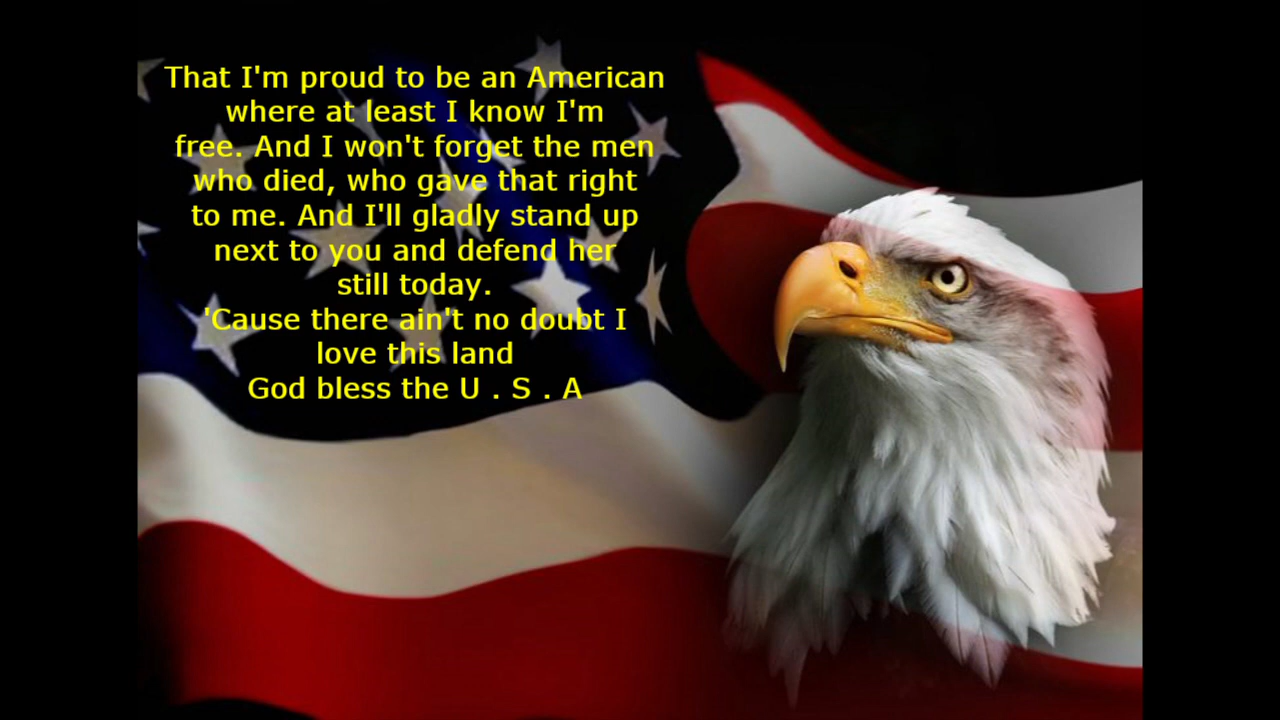 That I'm proud to be an American
where at least I know I'm
free. And I won't forget the men
who died, who gave that right
to me. And I'll gladly stand up
next to you and defend her
still today.
'Cause there ain't no doubt I
love this land
God bless the U . S . A